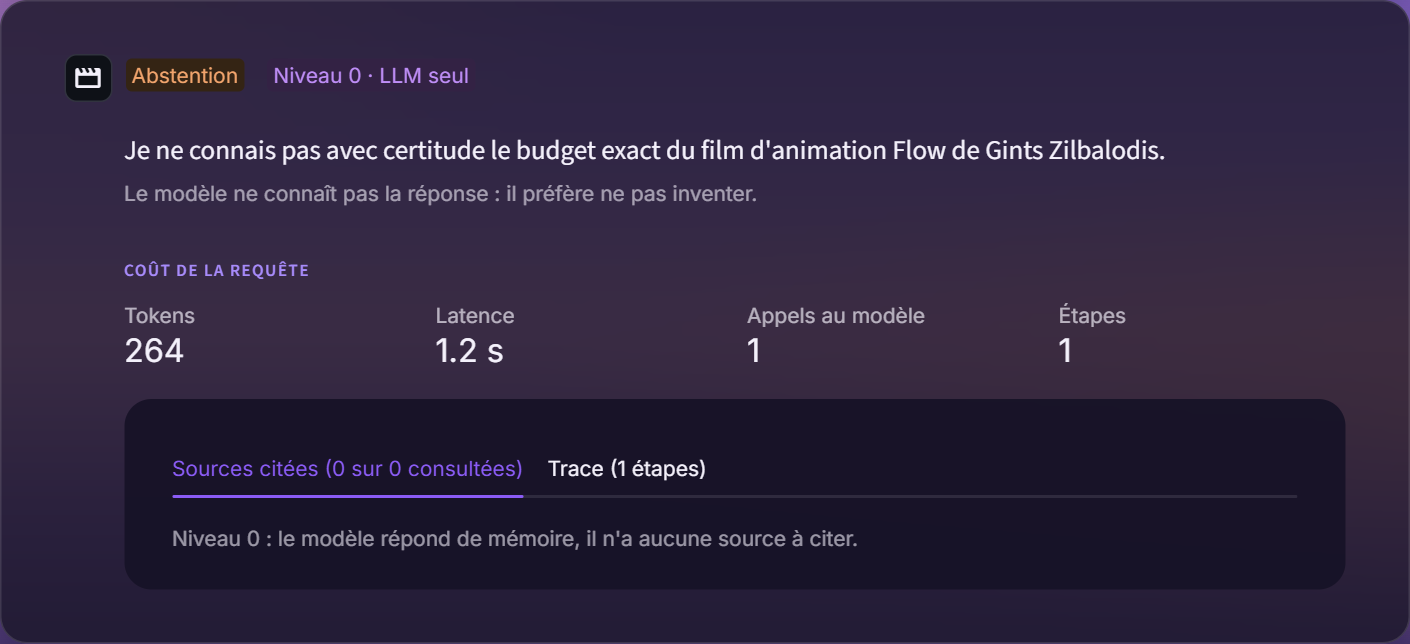 Abstention Niveau 0 · LLM seul
Je ne connais pas avec certitude le budget exact du film d'animation Flow de Gints Zilbalodis.
Le modèle ne connaît pas la réponse : il préfère ne pas inventer.
COÛT DE LA REQUÊTE
Tokens Latence Appels au modèle Étapes
264 1.2 s 1 1
Sources citées (0 sur 0 consultées) Trace (1 étapes)
Niveau 0 : le modèle répond de mémoire, il n'a aucune source à citer.